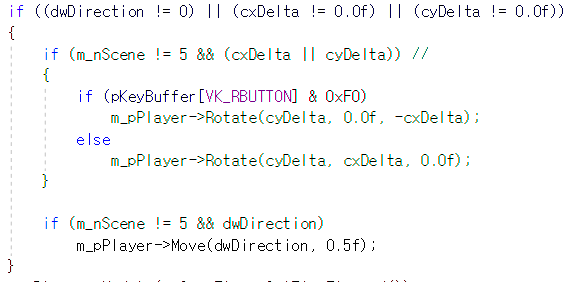 if ((dwDirection != 0) || (cxDelta != 0.0f) || (cyDelta != 0.0f))
{
if (m_nScene != 5 && (cxDelta || cyDelta)) //
{
if (pKeyBuffer[VK_RBUTTON] & 0xF0)
m_pPlayer->Rotate(cyDelta, 0.0f, -cxDelta);
else
m_pPlayer->Rotate(cyDelta, cxDelta, 0.0f);
}
if (m_nScene != 5 && dwDirection)
m_pPlayer->Move(dwDirection, 0.5f);
}